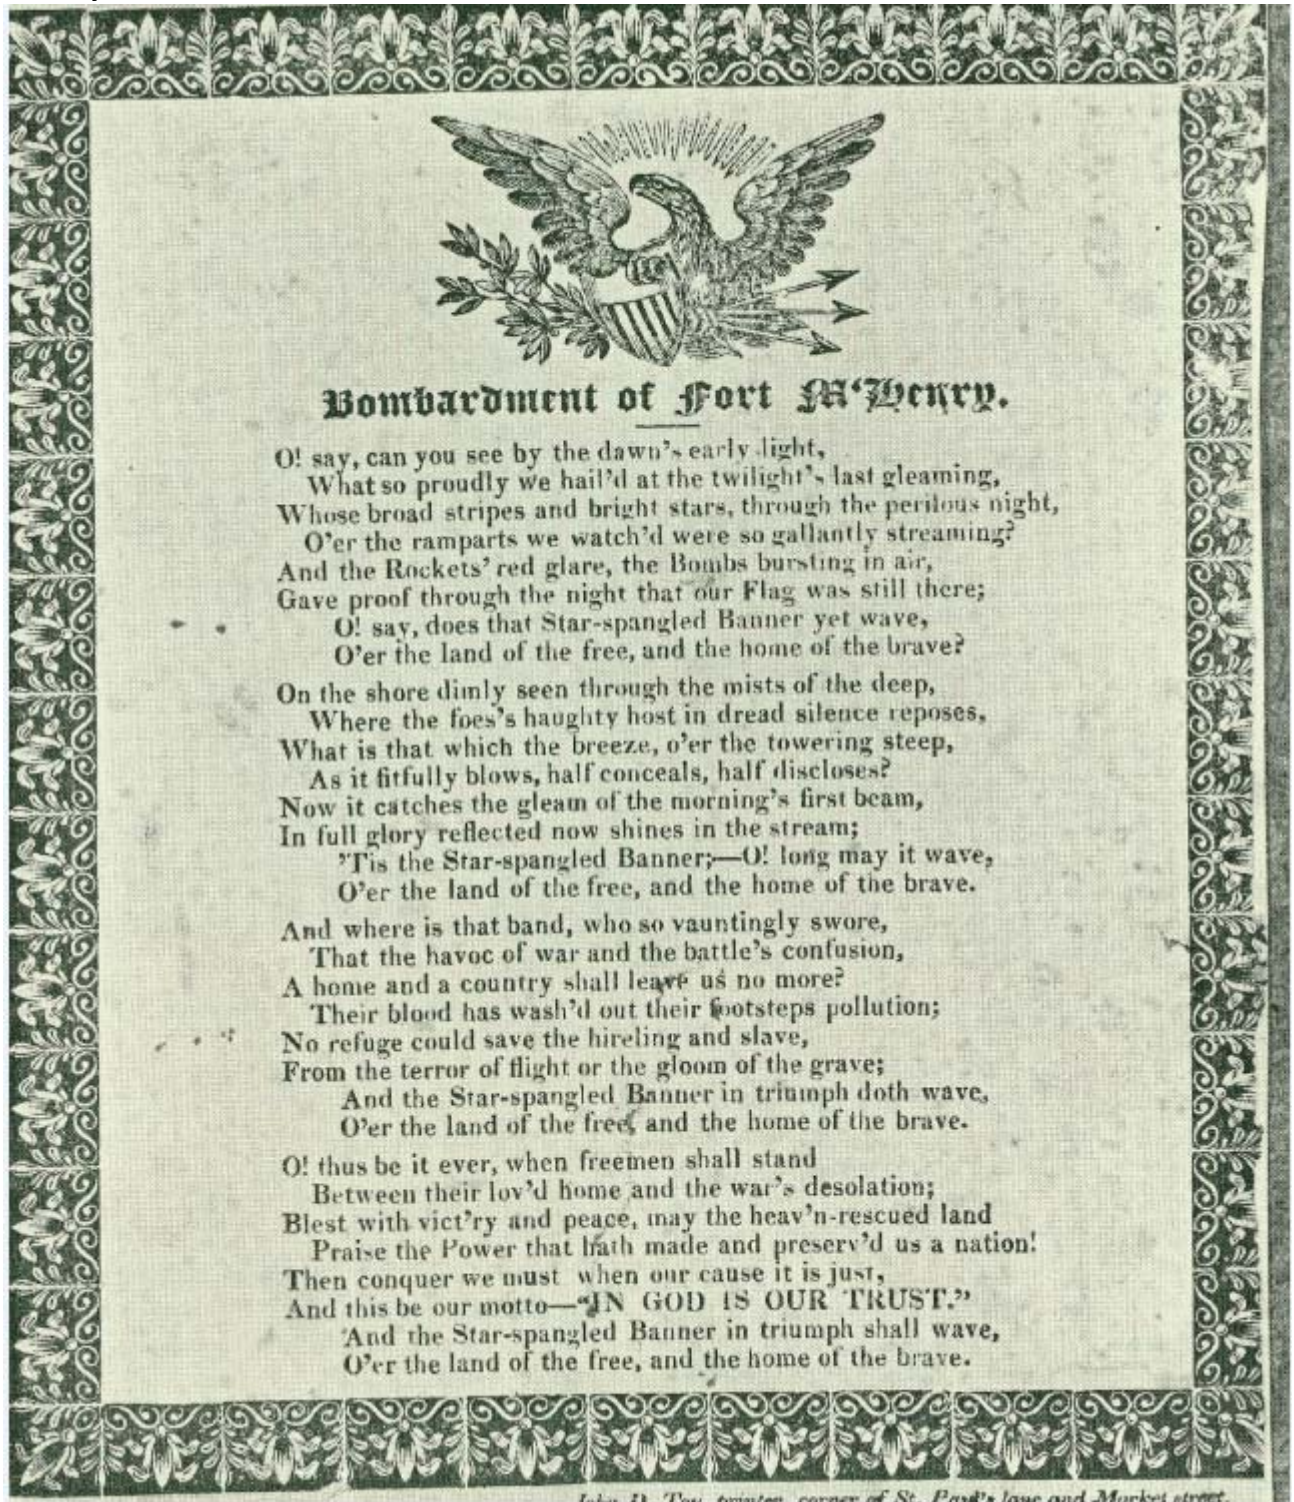 Bombardment of Fort M'Henry.
O! say, can you see by the dawn's early light,
What so proudly we hail'd at the twilight's last gleaming,
Whose broad stripes and bright stars, through the perilous night,
O'er the ramparts we watch'd were so gallantly streaming?
And the Rockets' red glare, the Bombs bursting in air,
Gave proof through the night that our Flag was still there;
O! say, does that Star-spangled Banner yet wave,
O'er the land of the free, and the home of the brave?
On the shore dimly seen through the mists of the deep,
Where the foes's haughty host in dread silence reposes,
What is that which the breeze, o'er the towering steep,
As it fitfully blows, half conceals, half discloses?
Now it catches the gleam of the morning's first beam,
In full glory reflected now shines in the stream;
'Tis the Star-spangled Banner;—O! long may it wave,
O'er the land of the free, and the home of the brave.
And where is that band, who so vauntingly swore,
That the havoc of war and the battle's confusion,
A home and a country shall leave us no more?
Their blood has wash'd out their footsteps pollution;
No refuge could save the hireling and slave,
From the terror of flight or the gloom of the grave;
And the Star-spangled Banner in triumph doth wave,
O'er the land of the free, and the home of the brave.
O! thus be it ever, when freemen shall stand
Between their lov'd home and the war's desolation;
Blest with vict'ry and peace, may the heav'n-rescued land
Praise the Power that hath made and preserv'd us a nation!
Then conquer we must when our cause it is just,
And this be our motto—"IN GOD IS OUR TRUST."
And the Star-spangled Banner in triumph shall wave,
O'er the land of the free, and the home of the brave.
John D. Toy, printer, corner of St. Paul's lane and Market street.